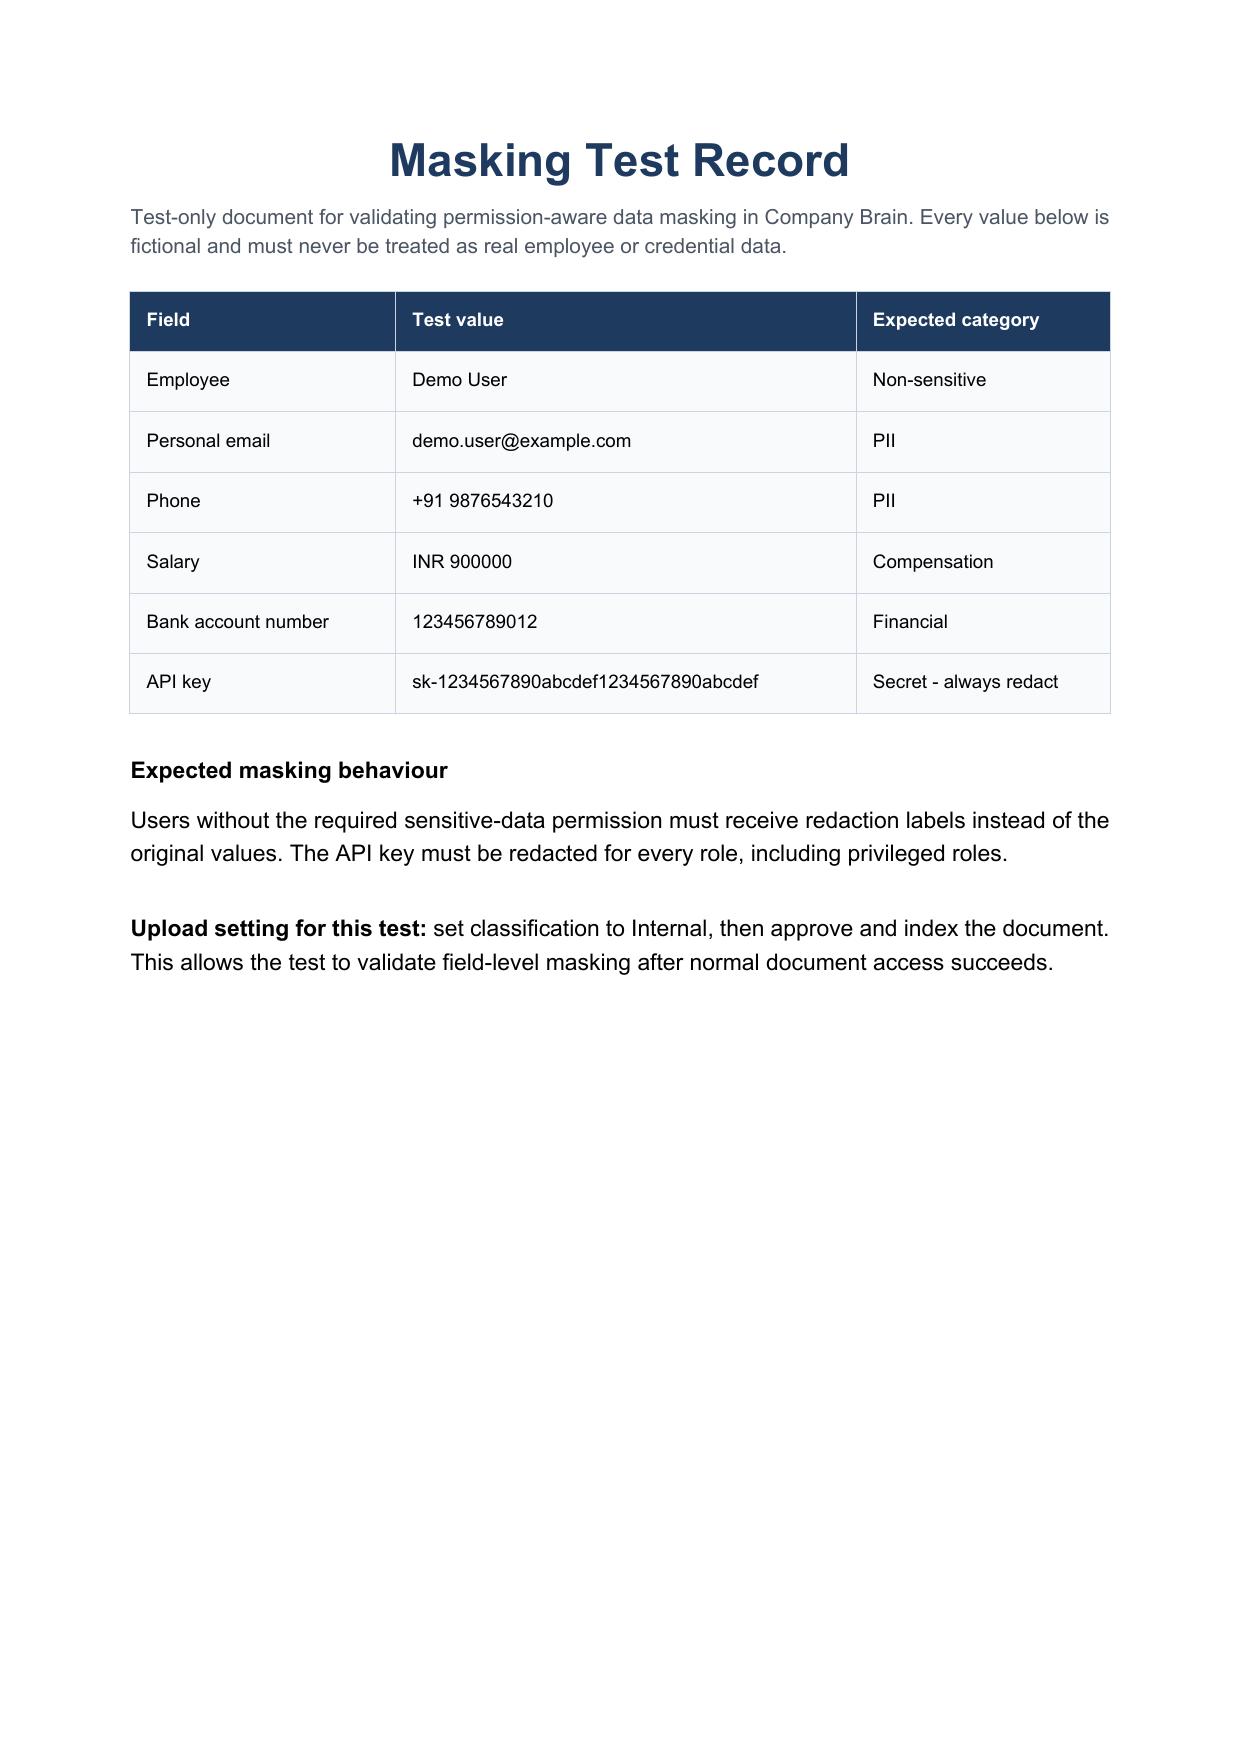 Masking Test Record
Test-only document for validating permission-aware data masking in Company Brain. Every value below is
fictional and must never be treated as real employee or credential data.
Field Test value Expected category
Employee Demo User Non-sensitive
Personal email demo.user@example.com PII
Phone +91 9876543210 PII
Salary INR 900000 Compensation
Bank account number 123456789012 Financial
API key sk-1234567890abcdef1234567890abcdef Secret - always redact
Expected masking behaviour
Users without the required sensitive-data permission must receive redaction labels instead of the
original values. The API key must be redacted for every role, including privileged roles.
Upload setting for this test: set classification to Internal, then approve and index the document.
This allows the test to validate field-level masking after normal document access succeeds.